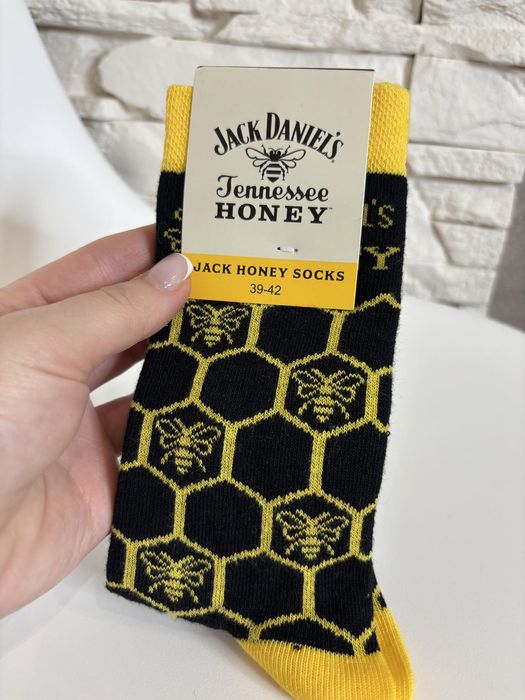 JACK DANIEL'S
Tennessee
HONEY
JACK HONEY SOCKS
39-42